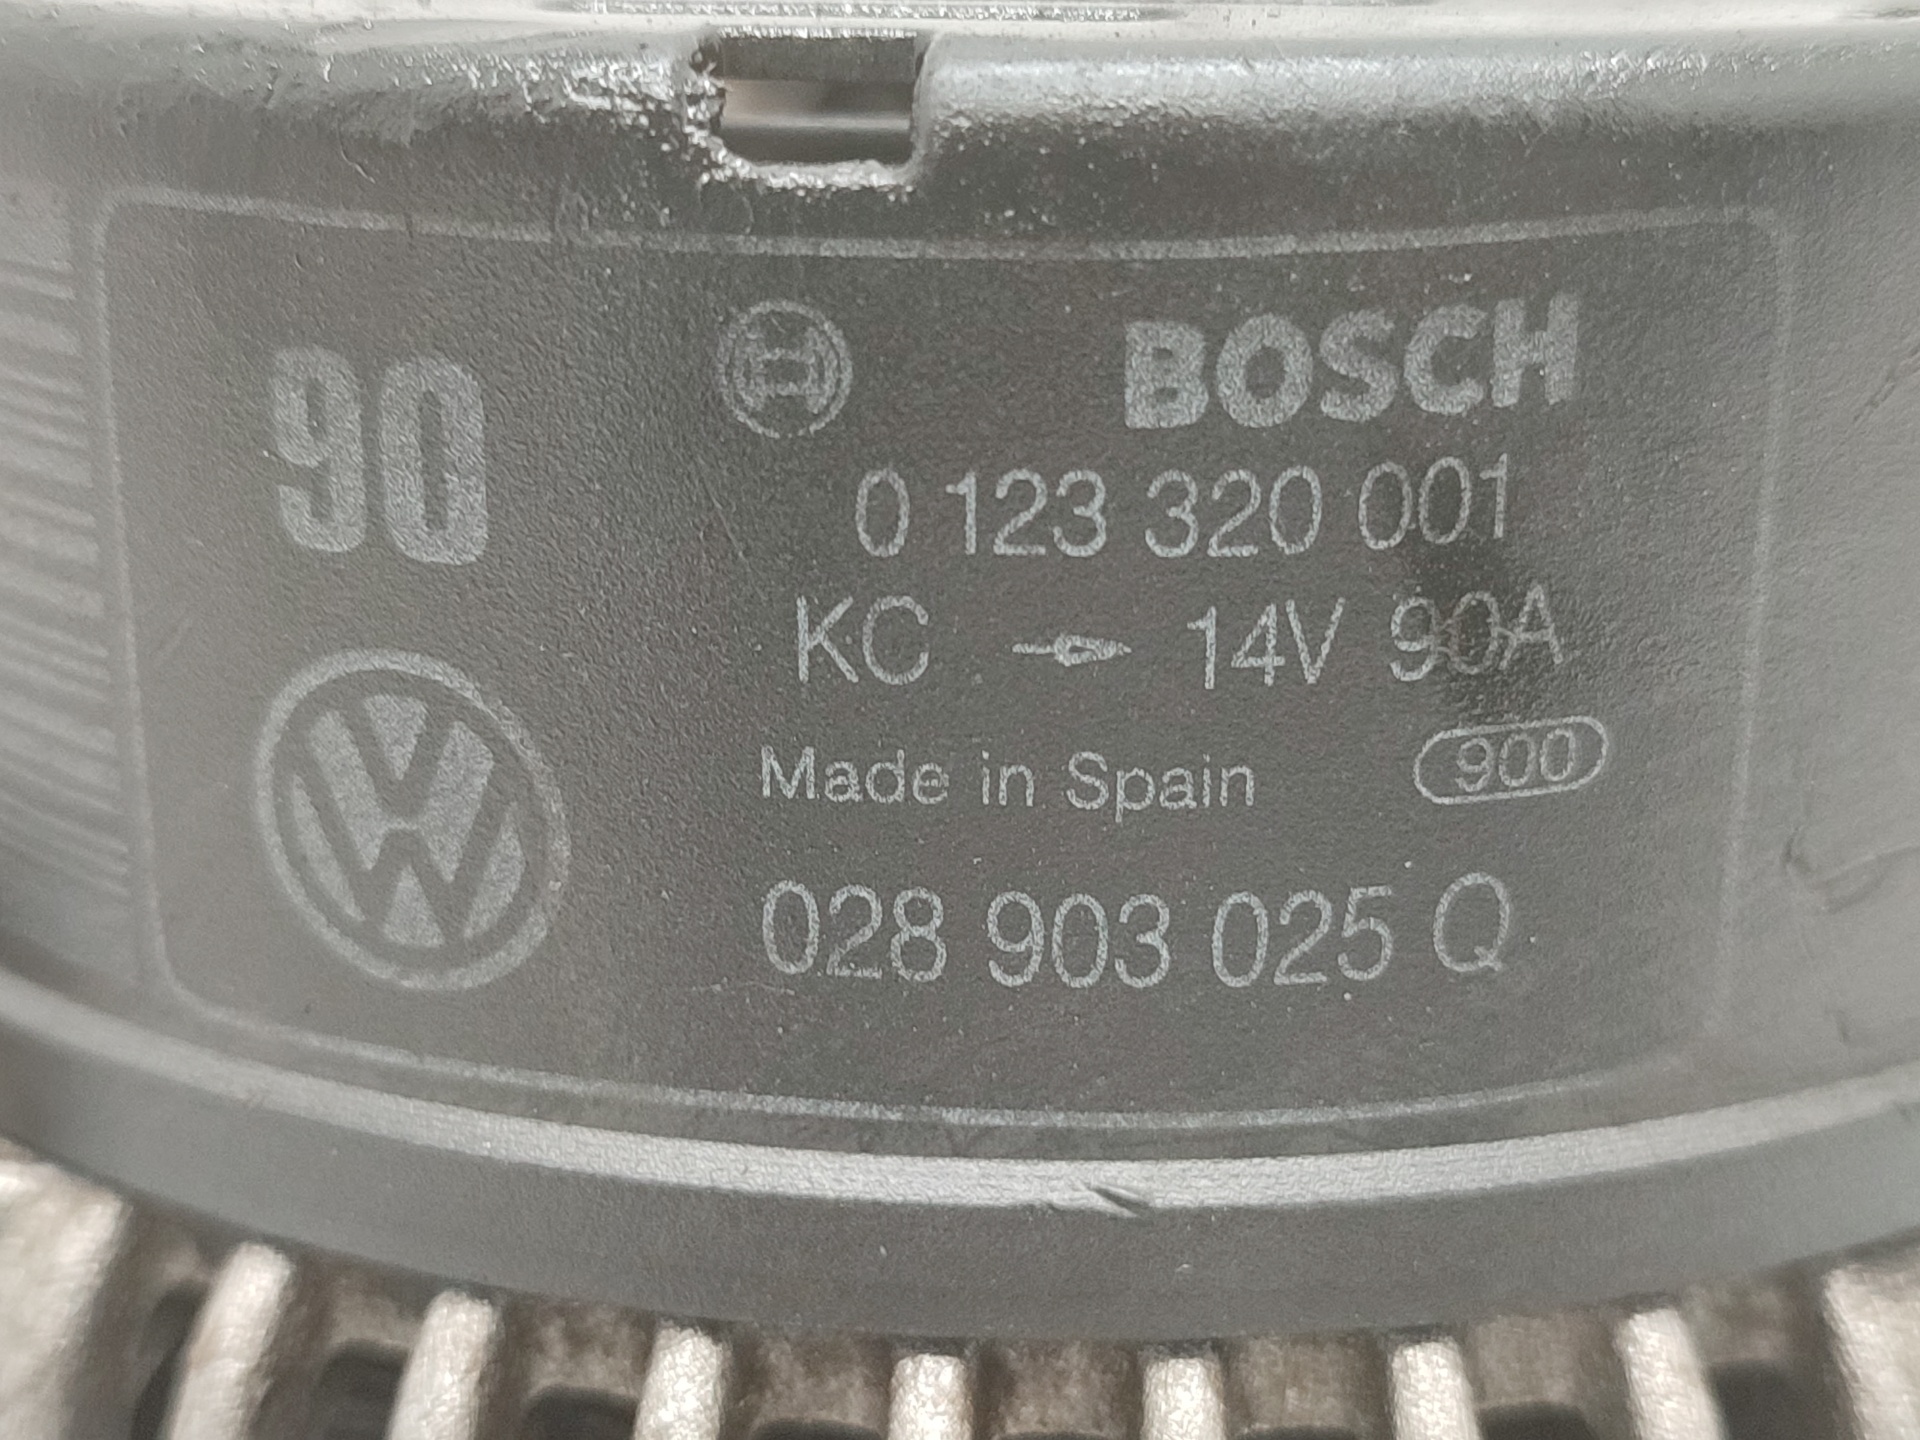 90
BOSCH
0 123 320 001
KC 14V 90A
Made in Spain 900
028 903 025 Q